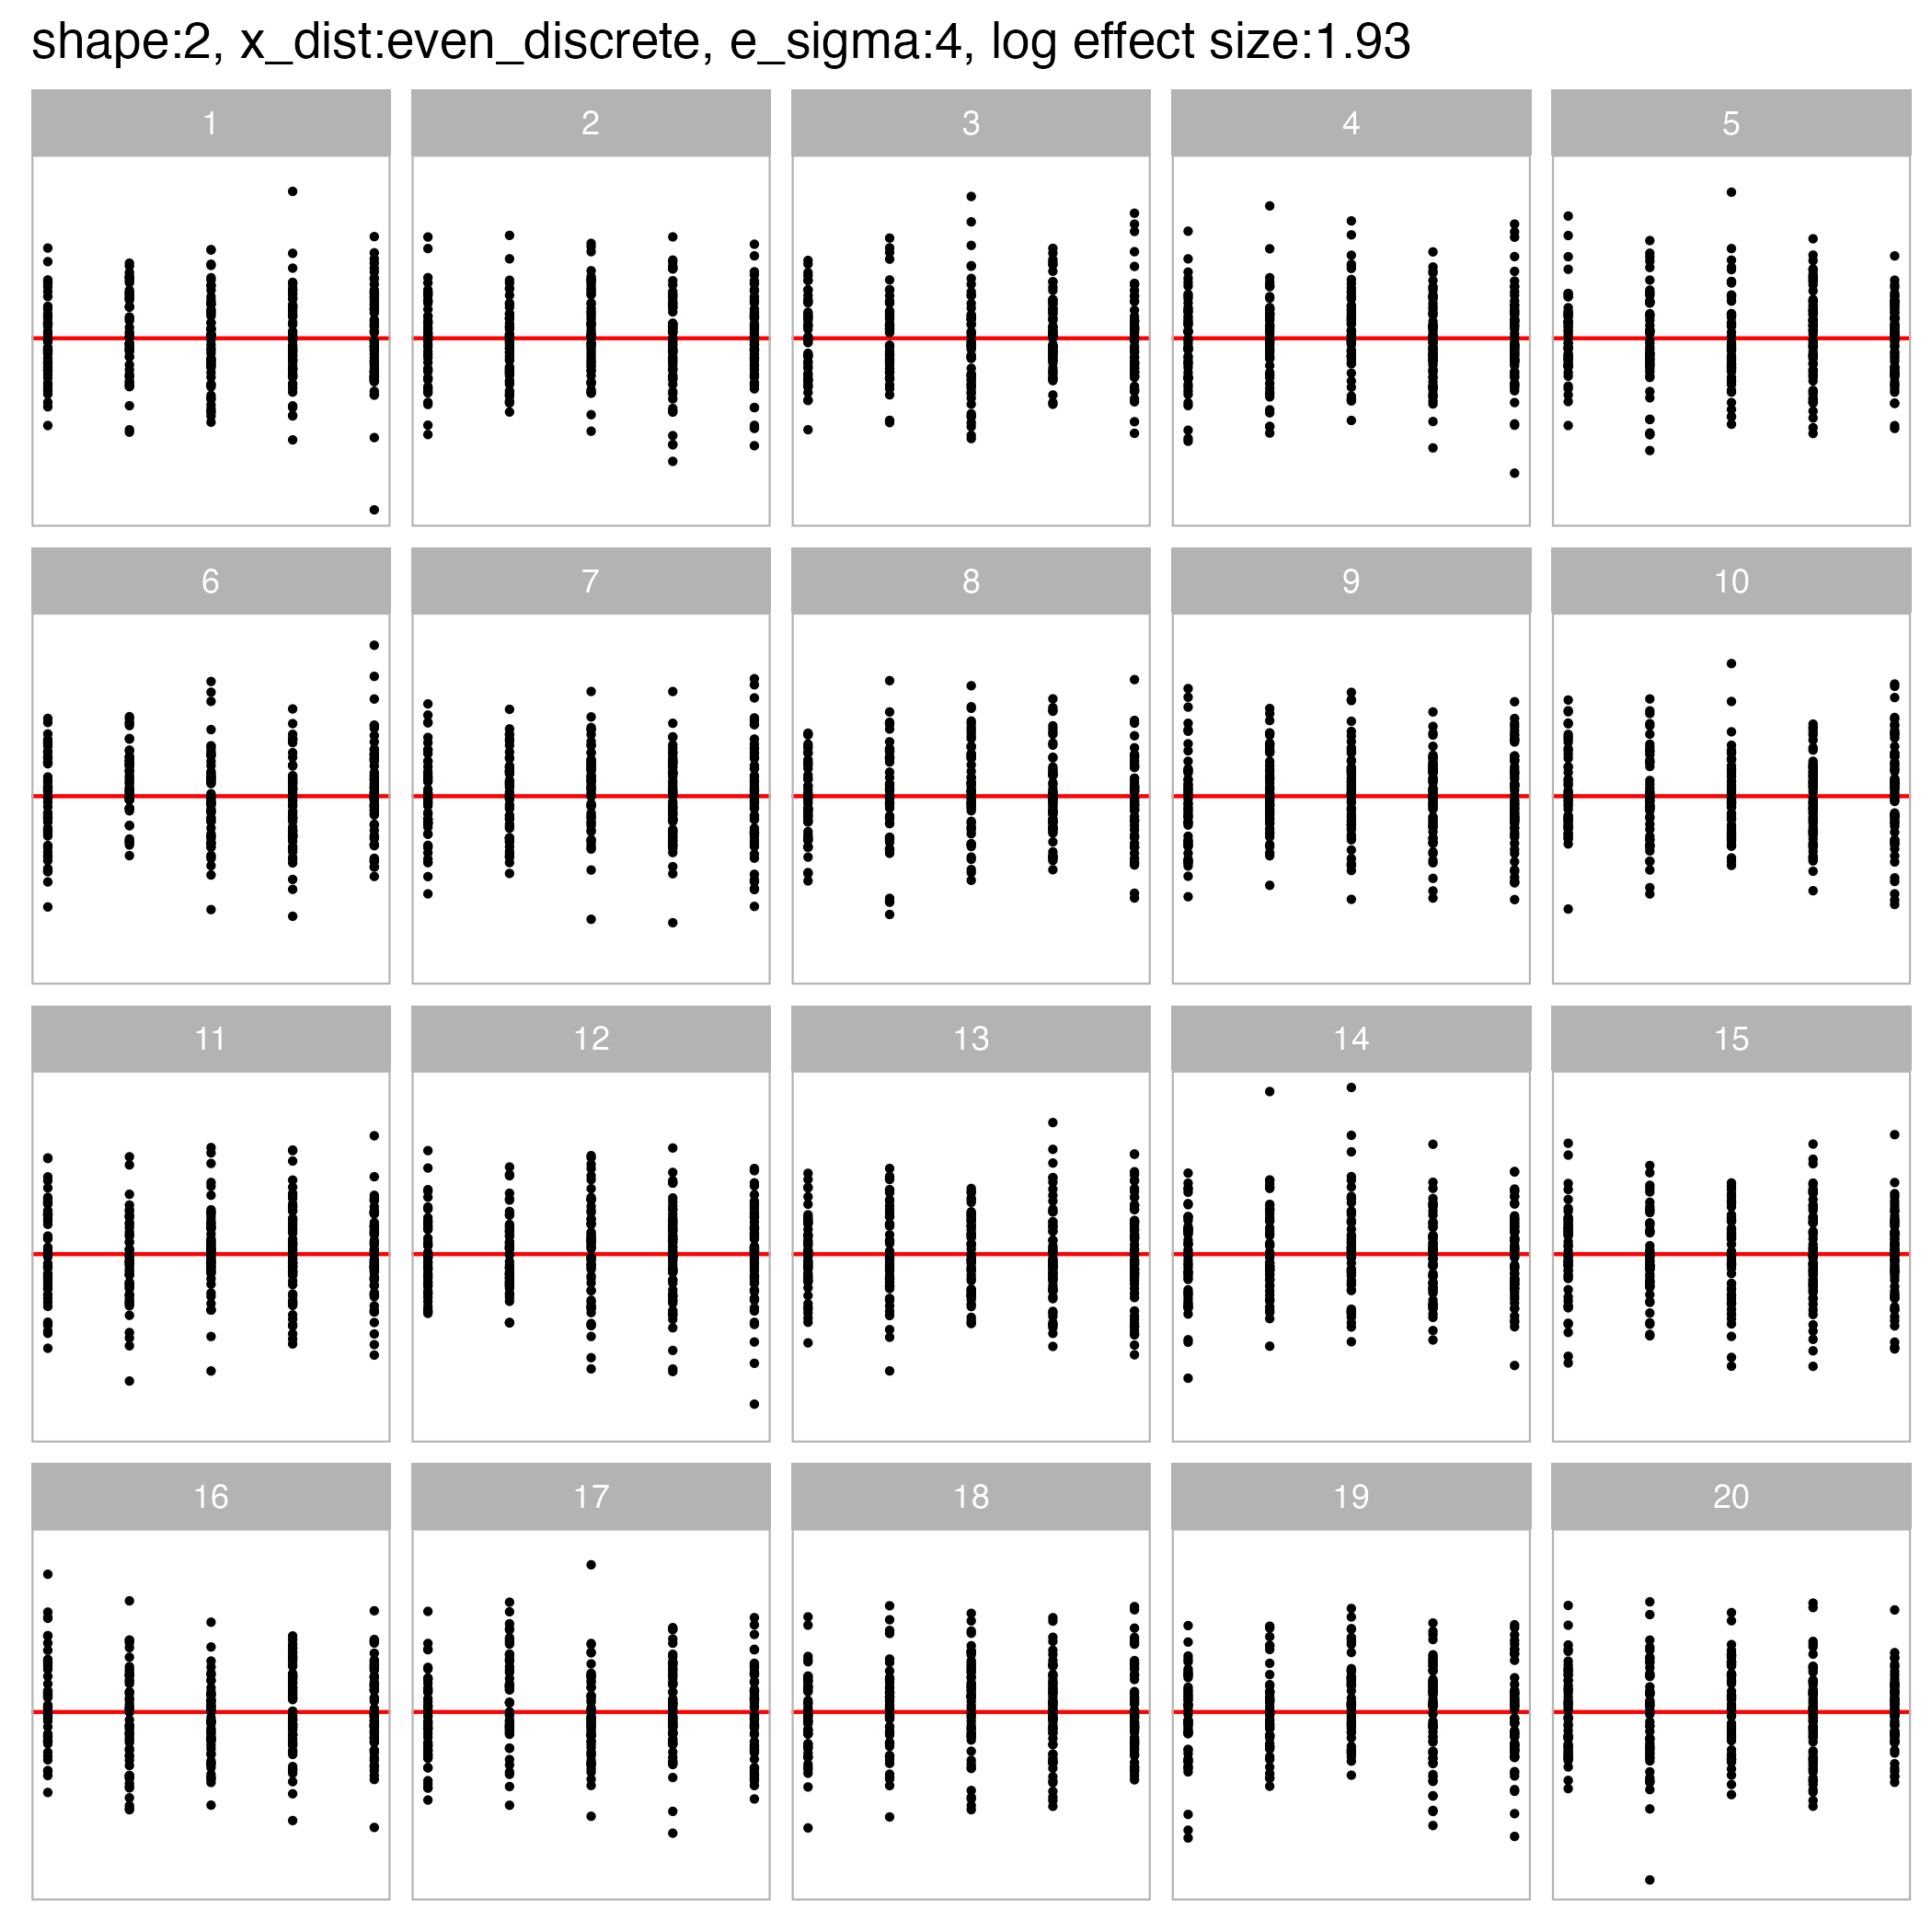 shape:2, x_dist:even_discrete, e_sigma:4, log effect size:1.93
1 2 3 4 5
6 7 8 9 10
11 12 13 14 15
16 17 18 19 20